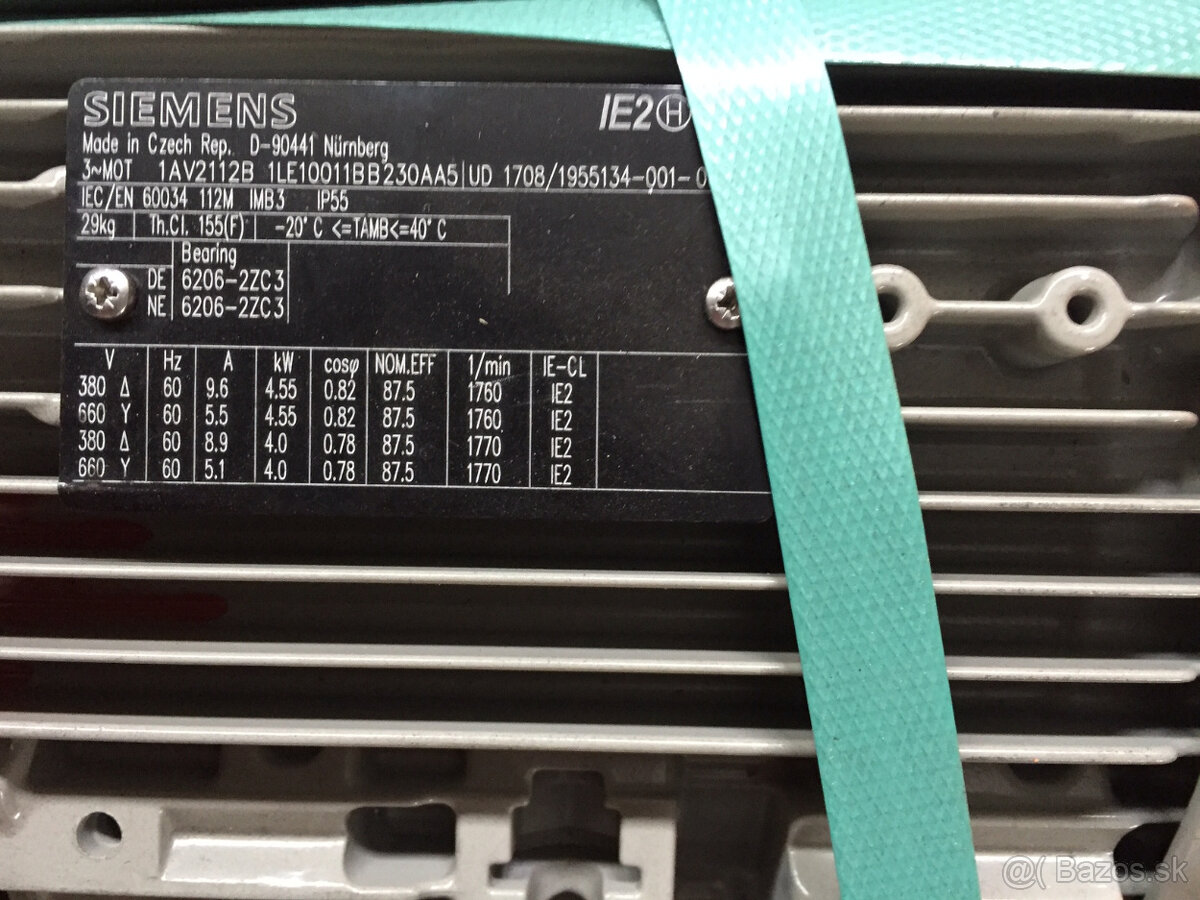 SIEMENS IE2 H
Made in Czech Rep. D-90441 Nürnberg
3~MOT 1AV2112B 1LE10011BB230AA5 UD 1708/1955134-001-0
IEC/EN 60034 112M IMB3 IP55
29kg Th.Cl. 155(F) -20°C <=TAMB<=40°C
Bearing
DE 6206-2ZC3
NE 6206-2ZC3
V Hz A kW cosφ NOM.EFF 1/min IE-CL
380 Δ 60 9.6 4.55 0.82 87.5 1760 IE2
660 Y 60 5.5 4.55 0.82 87.5 1760 IE2
380 Δ 60 8.9 4.0 0.78 87.5 1770 IE2
660 Y 60 5.1 4.0 0.78 87.5 1770 IE2
@( Bazos.sk